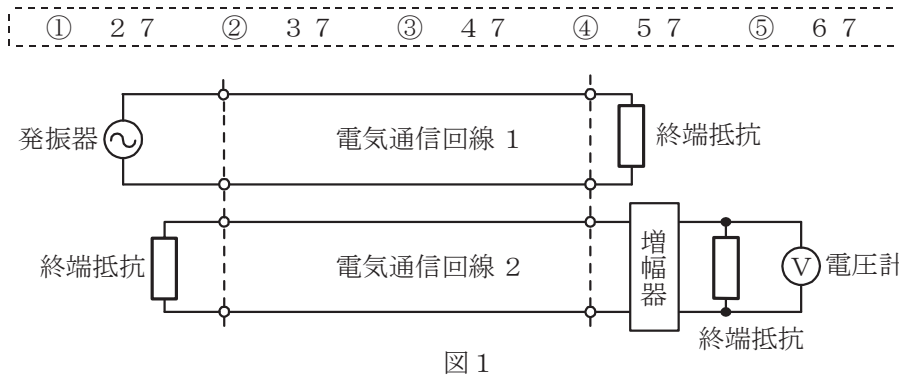 ① 27 ② 37 ③ 47 ④ 57 ⑤ 67
発振器
電気通信回線 1
終端抵抗
終端抵抗
電気通信回線 2
増幅器
V
電圧計
終端抵抗
図1